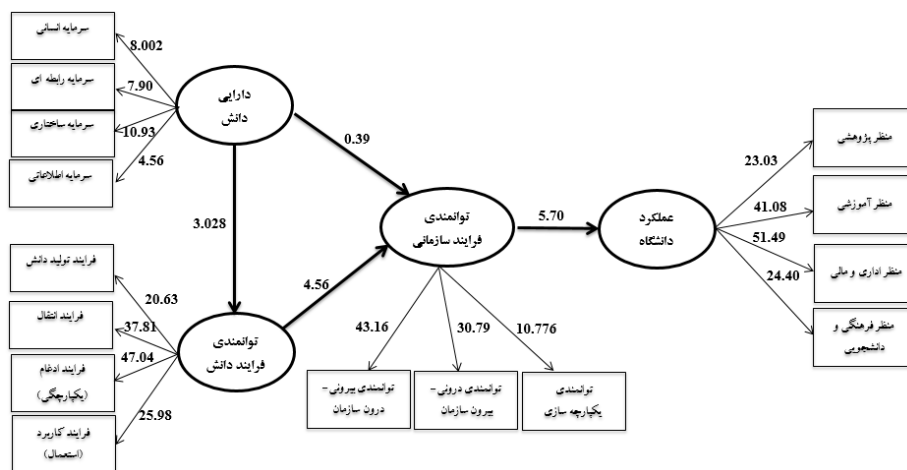 سرمایه انسانی
8.002
سرمایه رابطه ای
7.90
سرمایه ساختاری
10.93
سرمایه اطلاعاتی
4.56
دارایی
دانش
0.39
3.028
توانمندی
فرایند سازمانی
5.70
عملکرد
دانشگاه
منظر پژوهشی
23.03
منظر آموزشی
41.08
منظر اداری و مالی
51.49
منظر فرهنگی و
دانشجویی
24.40
فرایند تولید دانش
20.63
فرایند انتقال
37.81
فرایند ادغام
(یکپارچگی)
47.04
فرایند کاربرد
(استعمال)
25.98
توانمندی
فرایند دانش
4.56
43.16
30.79
10.776
توانمندی بیرونی-
درون سازمان
توانمندی درونی-
بیرون سازمان
توانمندی
یکپارچه سازی